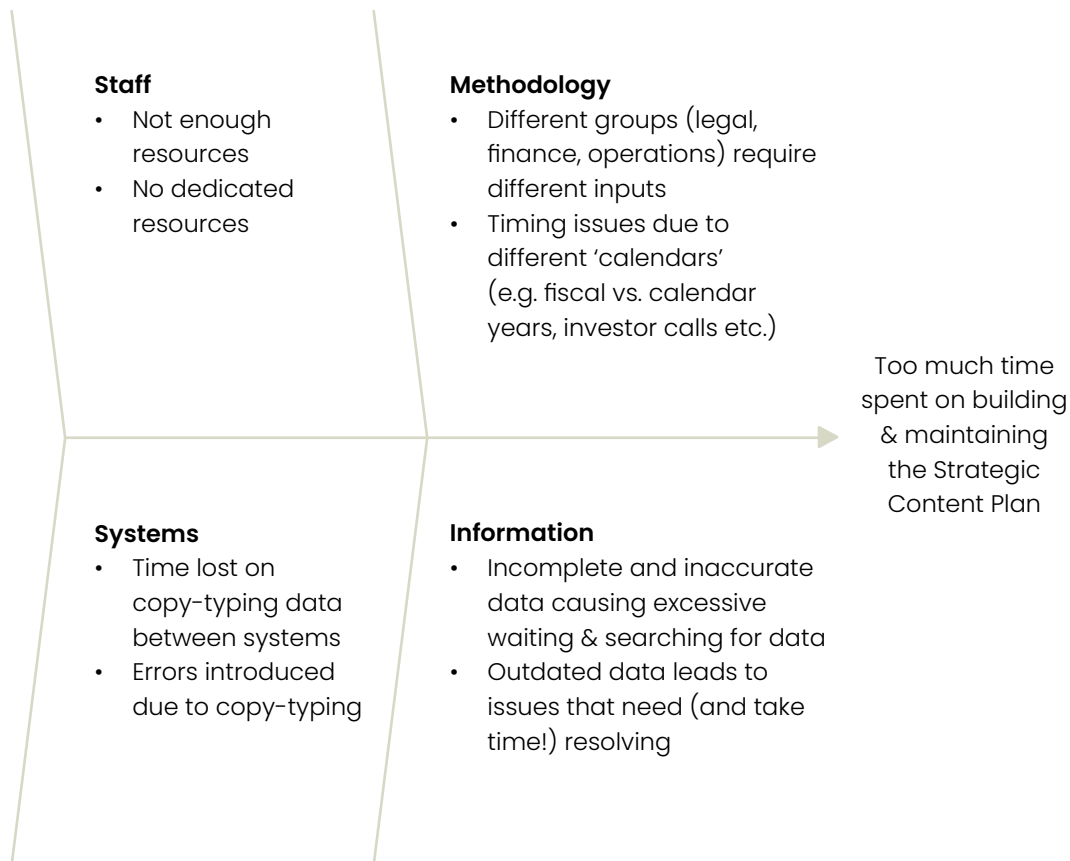 Staff
• Not enough
resources
• No dedicated
resources
Methodology
• Different groups (legal,
finance, operations) require
different inputs
• Timing issues due to
different ‘calendars’
(e.g. fiscal vs. calendar
years, investor calls etc.)
Too much time
spent on building
& maintaining
the Strategic
Content Plan
Systems
• Time lost on
copy-typing data
between systems
• Errors introduced
due to copy-typing
Information
• Incomplete and inaccurate
data causing excessive
waiting & searching for data
• Outdated data leads to
issues that need (and take
time!) resolving